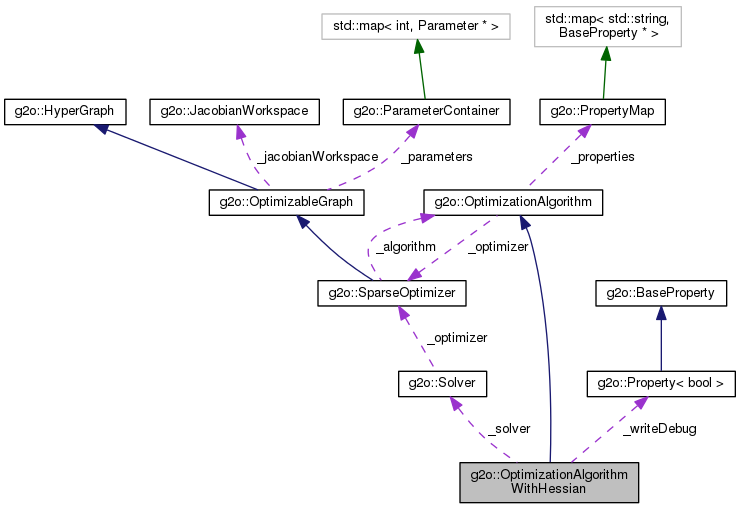 std::map< int, Parameter * >
std::map< std::string,
BaseProperty * >
g2o::HyperGraph
g2o::JacobianWorkspace
g2o::ParameterContainer
g2o::PropertyMap
_jacobianWorkspace
_parameters
_properties
g2o::OptimizableGraph
g2o::OptimizationAlgorithm
_algorithm
_optimizer
g2o::SparseOptimizer
g2o::BaseProperty
_optimizer
g2o::Solver
g2o::Property< bool >
_solver
_writeDebug
g2o::OptimizationAlgorithm
WithHessian